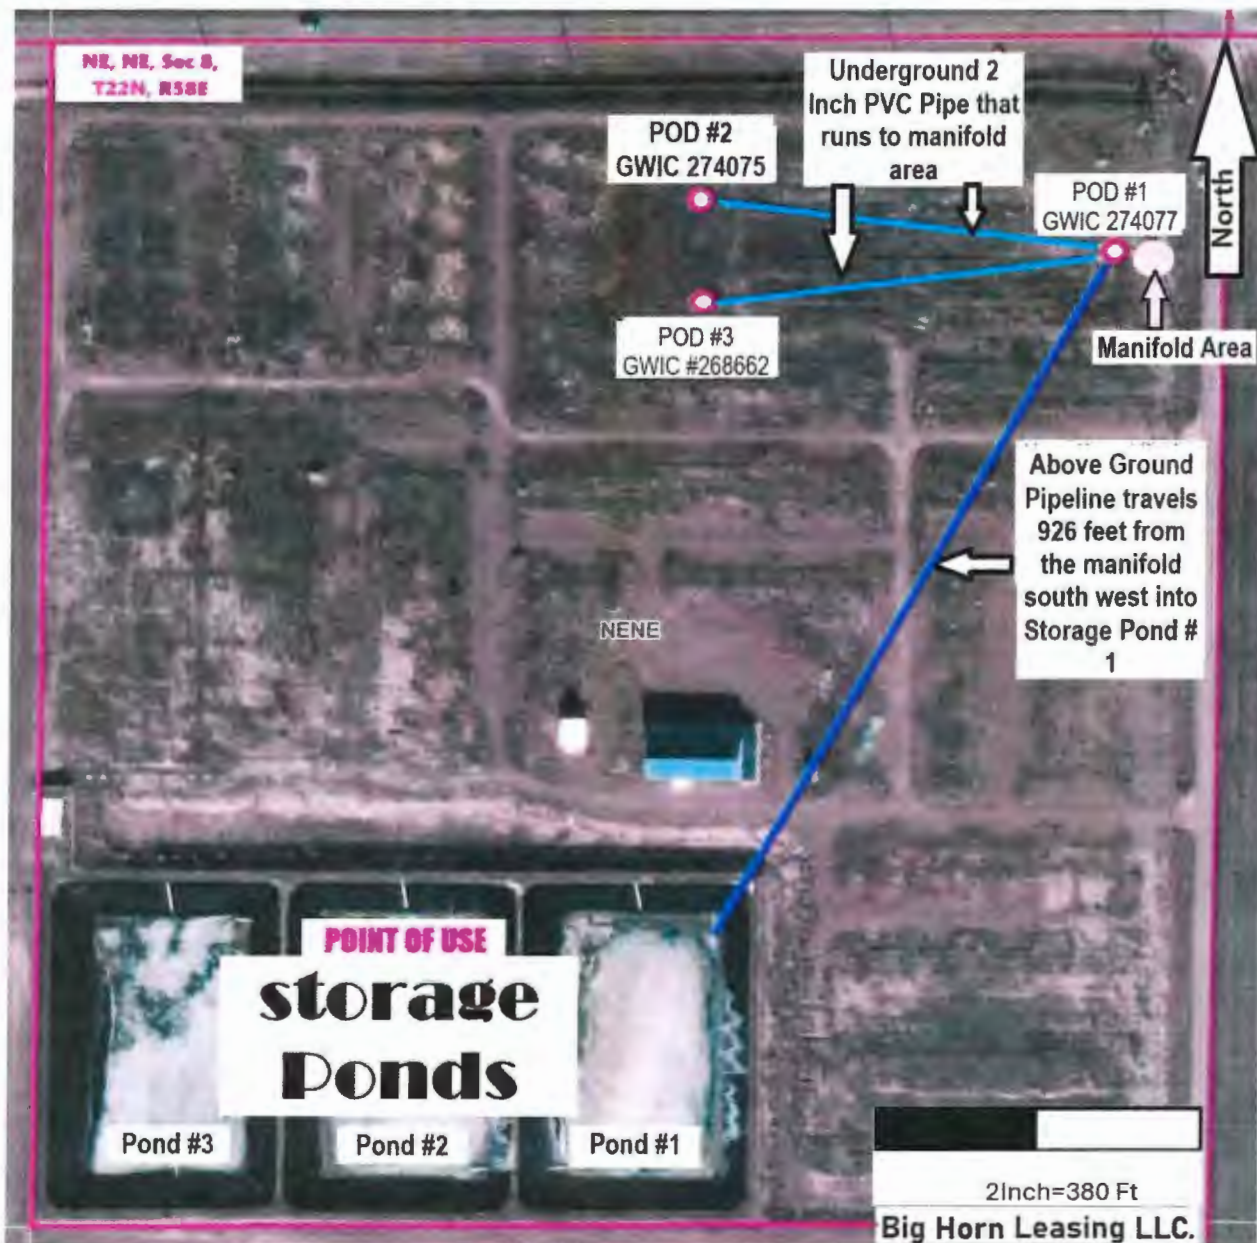 NE, NE, Sec 8,
T22N, R58E
Underground 2
Inch PVC Pipe that
runs to manifold
area
POD #2
GWIC 274075
POD #1
GWIC 274077
North
POD #3
GWIC #268662
Manifold Area
Above Ground
Pipeline travels
926 feet from
the manifold
south west into
Storage Pond #
1
NENE
POINT OF USE
storage
Ponds
Pond #3
Pond #2
Pond #1
2Inch=380 Ft
Big Horn Leasing LLC.